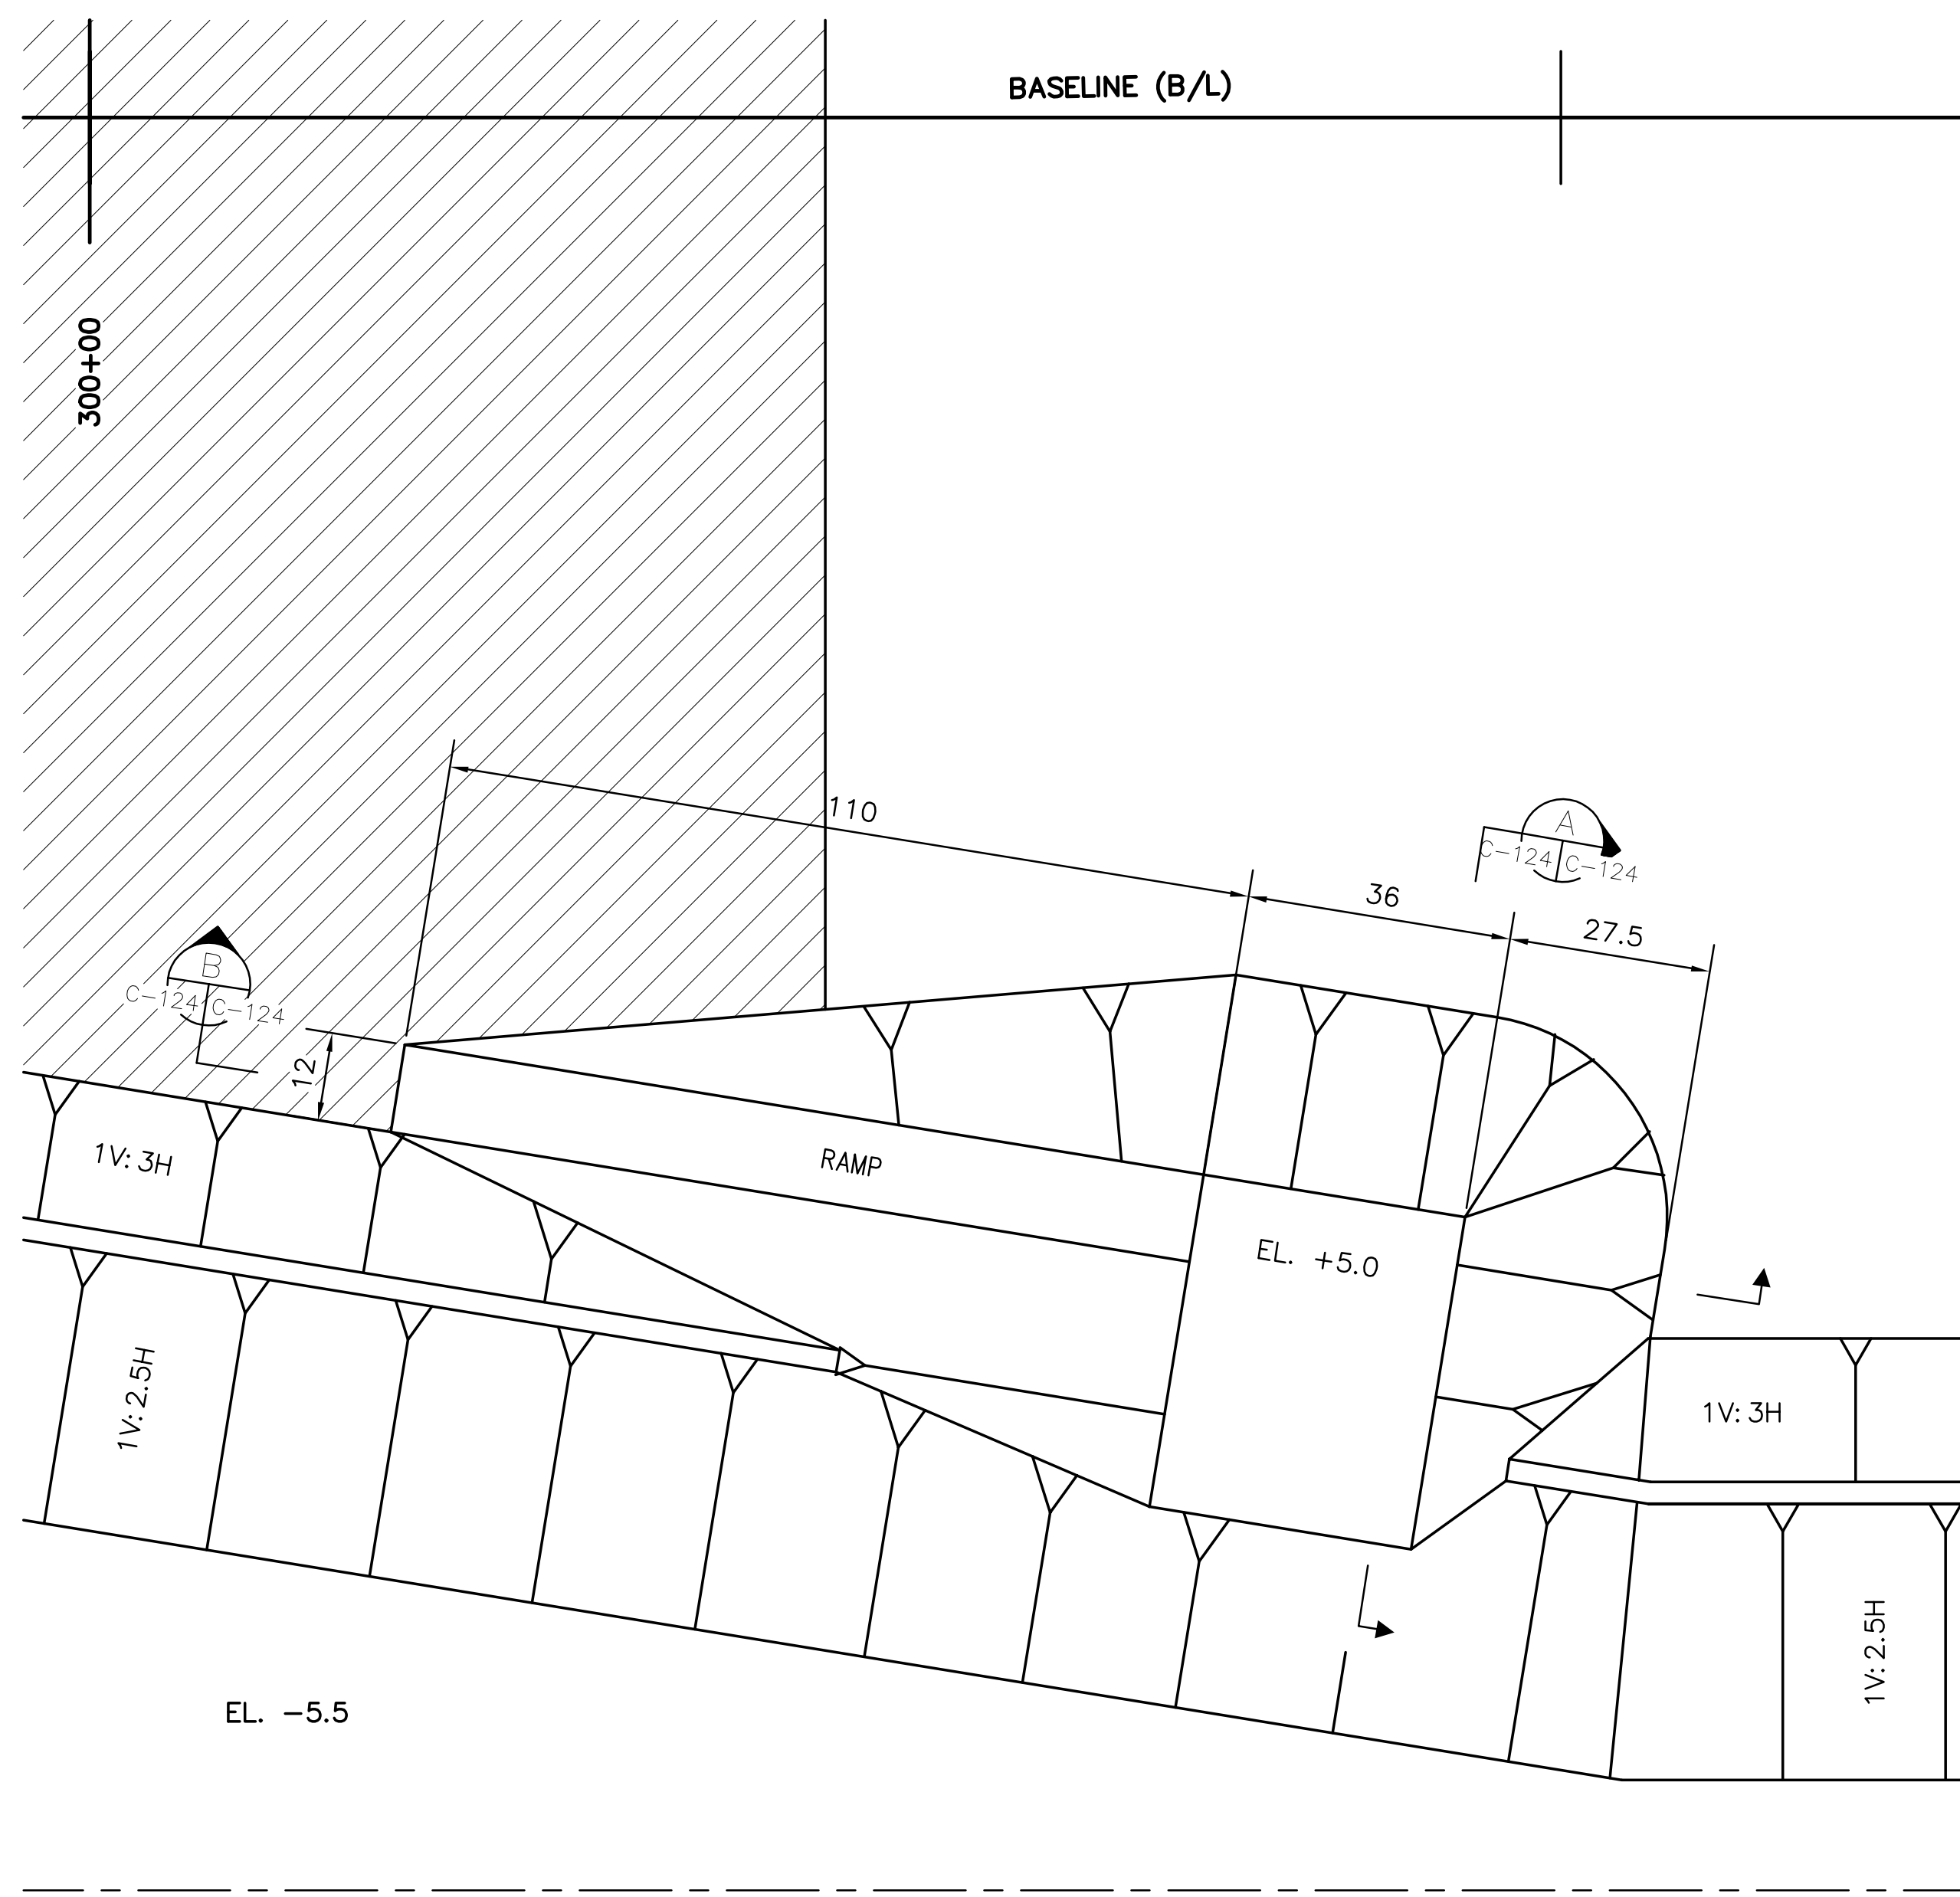 BASELINE (B/L)
300+00
110
A
C-124 C-124
36
27.5
B
C-124 C-124
12
1V: 3H
RAMP
EL. +5.0
1V: 2.5H
1V: 3H
1V: 2.5H
EL. -5.5